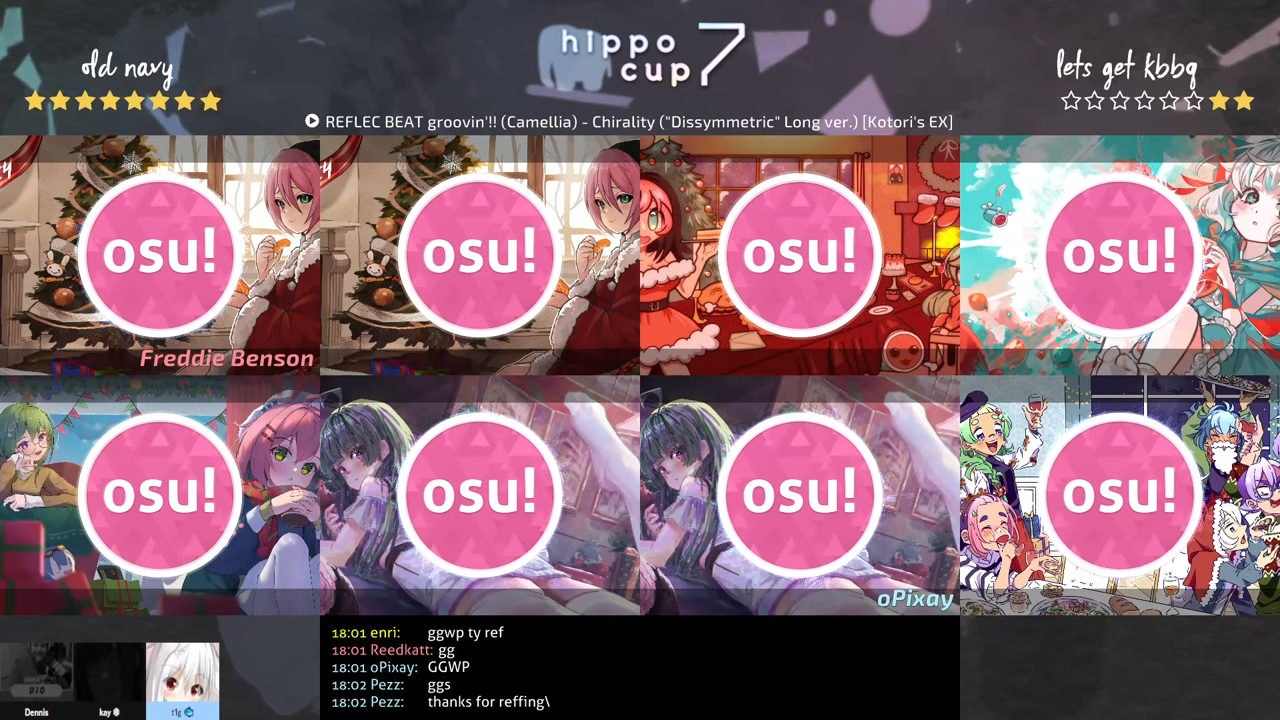 hippo
cup 7
old navy
lets get kbbq
REFLEC BEAT groovin'!! (Camellia) - Chirality ("Dissymmetric" Long ver.) [Kotori's EX]
osu!
osu!
osu!
osu!
Freddie Benson
osu!
osu!
osu!
osu!
oPixay
18:01 enri: ggwp ty ref
18:01 Reedkatt: gg
18:01 oPixay: GGWP
18:02 Pezz: ggs
18:02 Pezz: thanks for reffing\
DIO
Dennis
kay
t1g